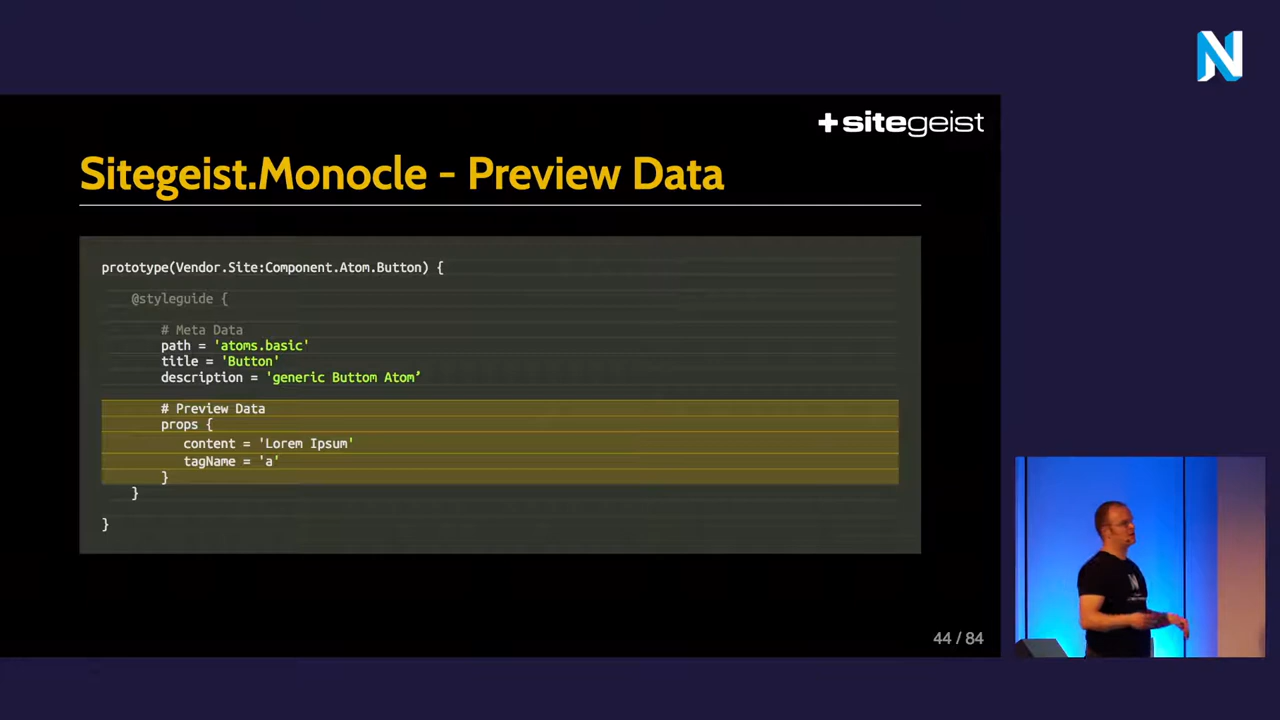 N
+sitegeist
Sitegeist.Monocle - Preview Data
prototype(Vendor.Site:Component.Atom.Button) {
@styleguide {
# Meta Data
path = 'atoms.basic'
title = 'Button'
description = 'generic Buttom Atom’
# Preview Data
props {
content = 'Lorem Ipsum'
tagName = 'a'
}
}
}
44 / 84